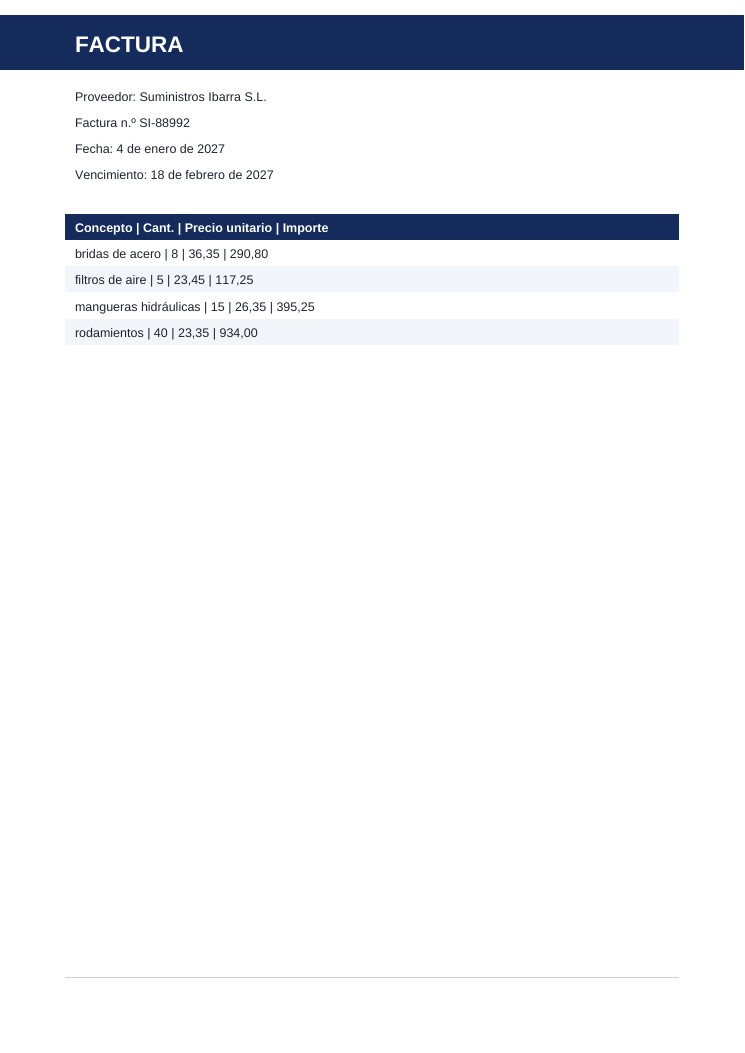 FACTURA
Proveedor: Suministros Ibarra S.L.
Factura n.º SI-88992
Fecha: 4 de enero de 2027
Vencimiento: 18 de febrero de 2027
Concepto | Cant. | Precio unitario | Importe
bridas de acero | 8 | 36,35 | 290,80
filtros de aire | 5 | 23,45 | 117,25
mangueras hidráulicas | 15 | 26,35 | 395,25
rodamientos | 40 | 23,35 | 934,00